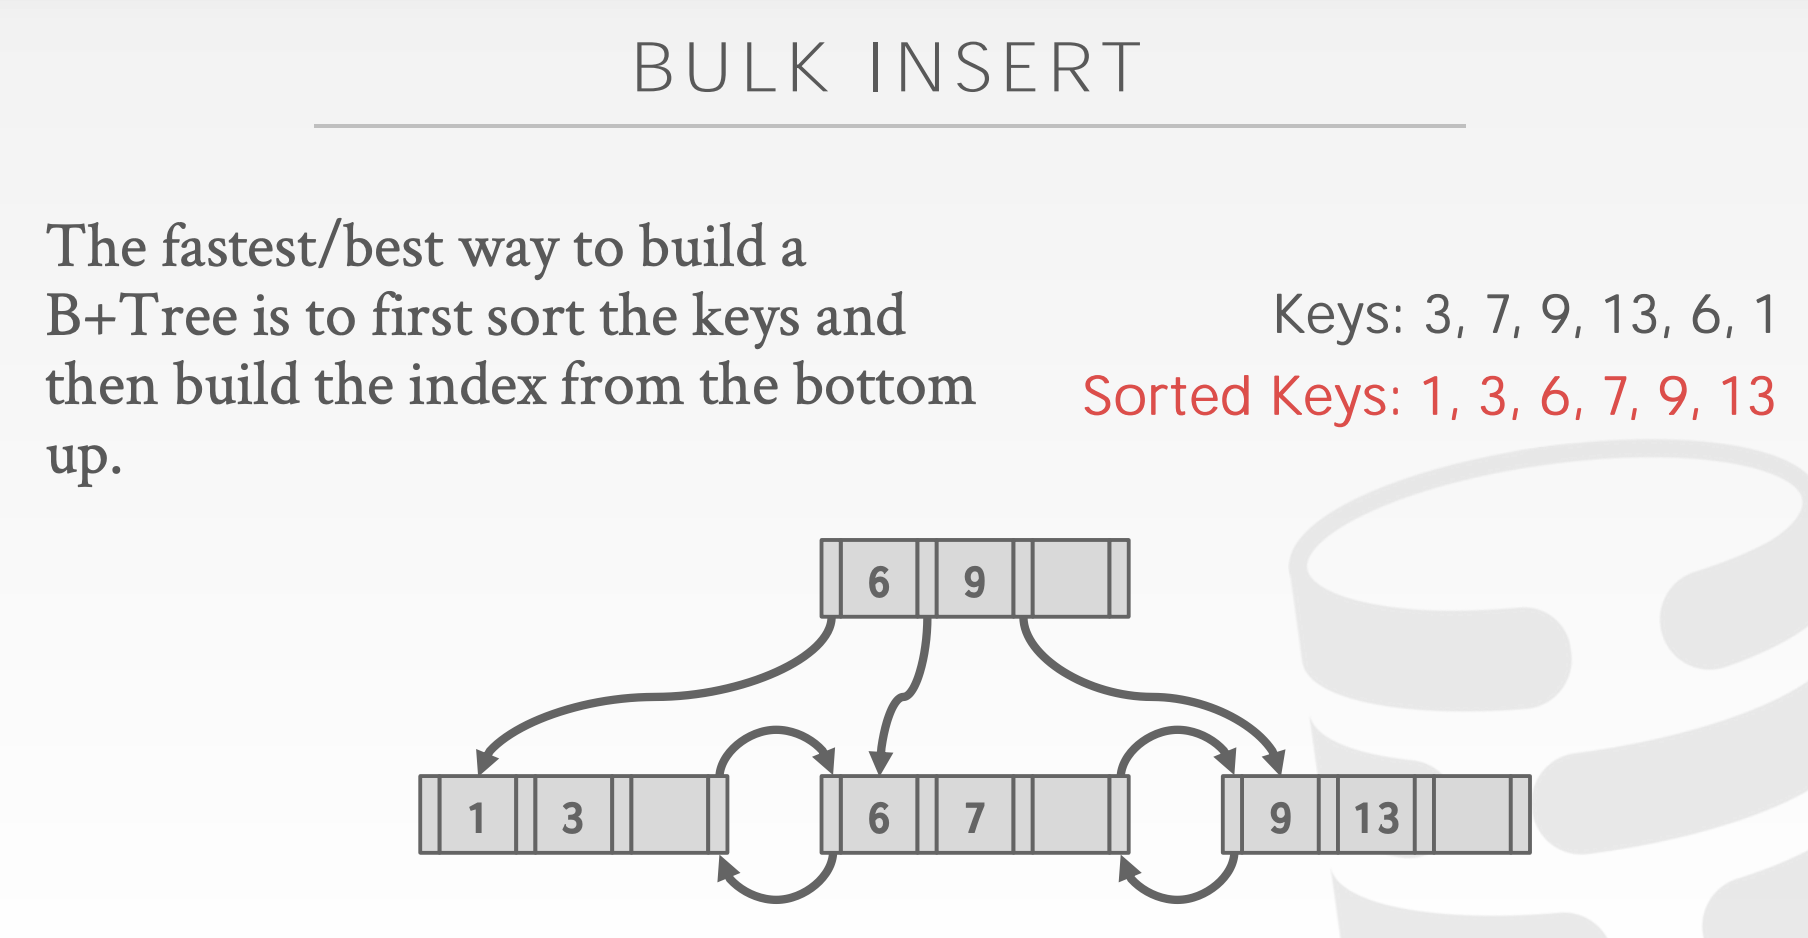 BULK INSERT
The fastest/best way to build a
B+Tree is to first sort the keys and
then build the index from the bottom
up.
Keys: 3, 7, 9, 13, 6, 1
Sorted Keys: 1, 3, 6, 7, 9, 13
6 9
1 3
6 7
9 13